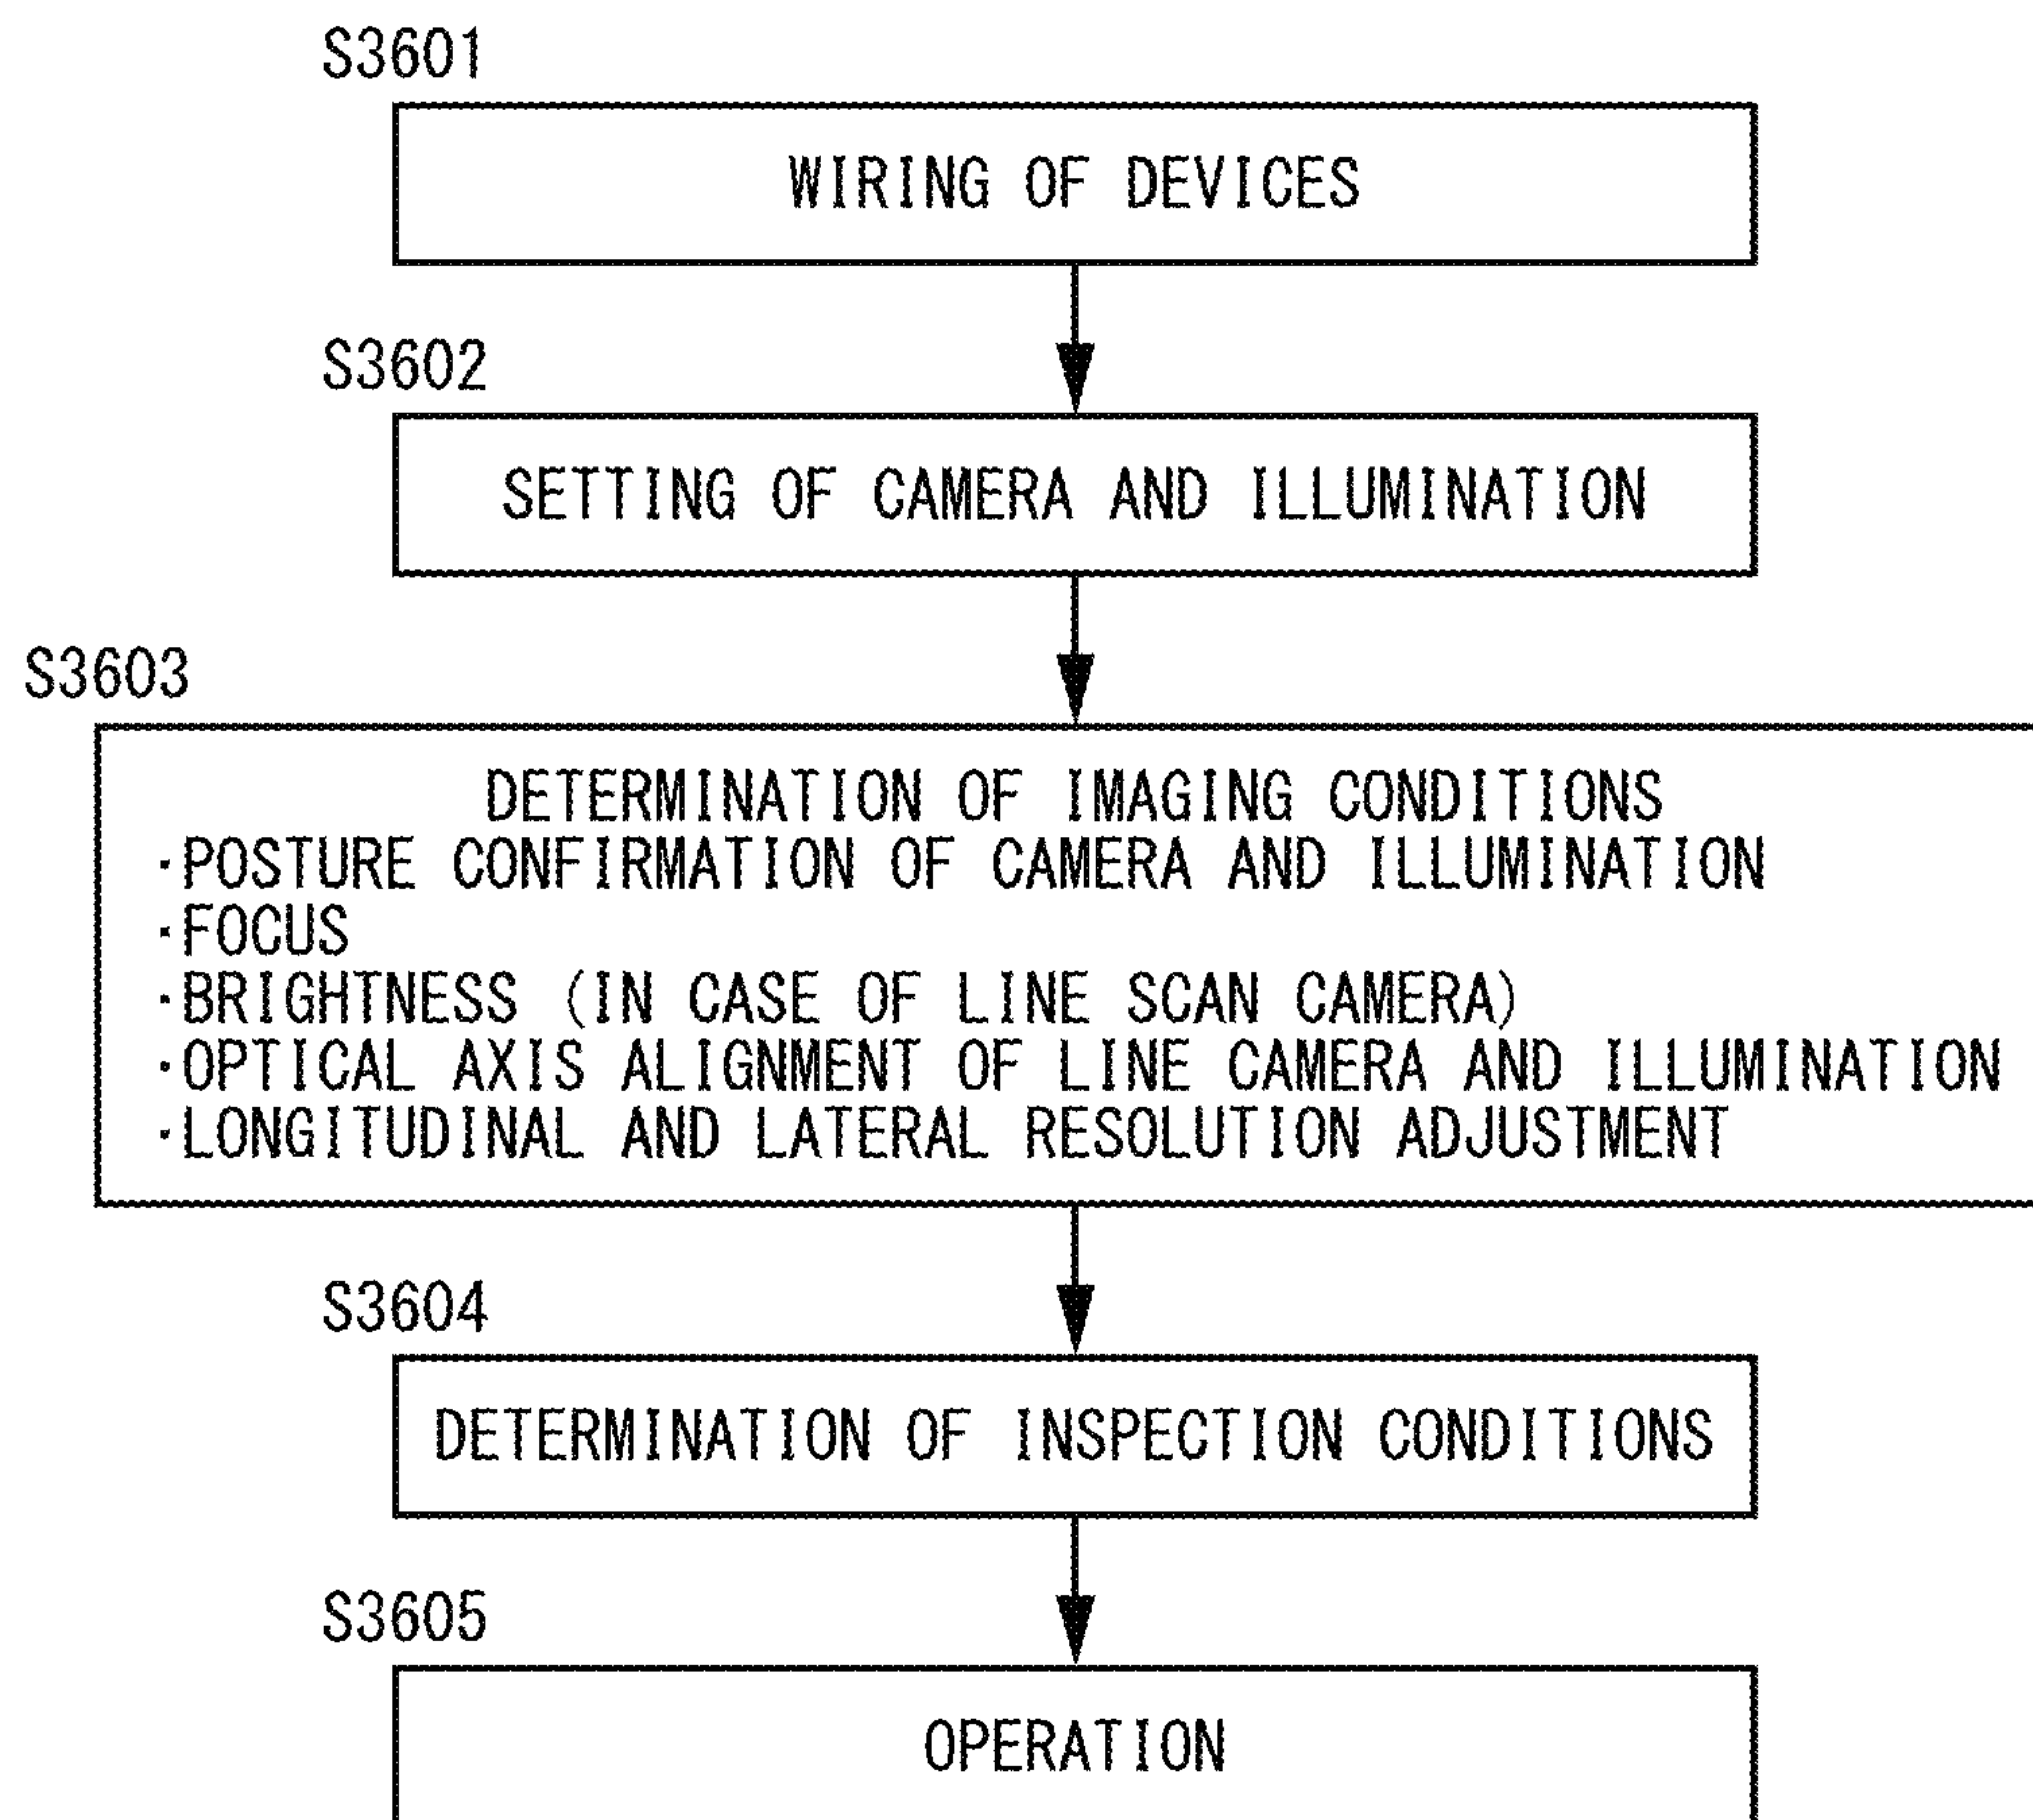 S3601
WIRING OF DEVICES
S3602
SETTING OF CAMERA AND ILLUMINATION
S3603
DETERMINATION OF IMAGING CONDITIONS
·POSTURE CONFIRMATION OF CAMERA AND ILLUMINATION
·FOCUS
·BRIGHTNESS (IN CASE OF LINE SCAN CAMERA)
·OPTICAL AXIS ALIGNMENT OF LINE CAMERA AND ILLUMINATION
·LONGITUDINAL AND LATERAL RESOLUTION ADJUSTMENT
S3604
DETERMINATION OF INSPECTION CONDITIONS
S3605
OPERATION